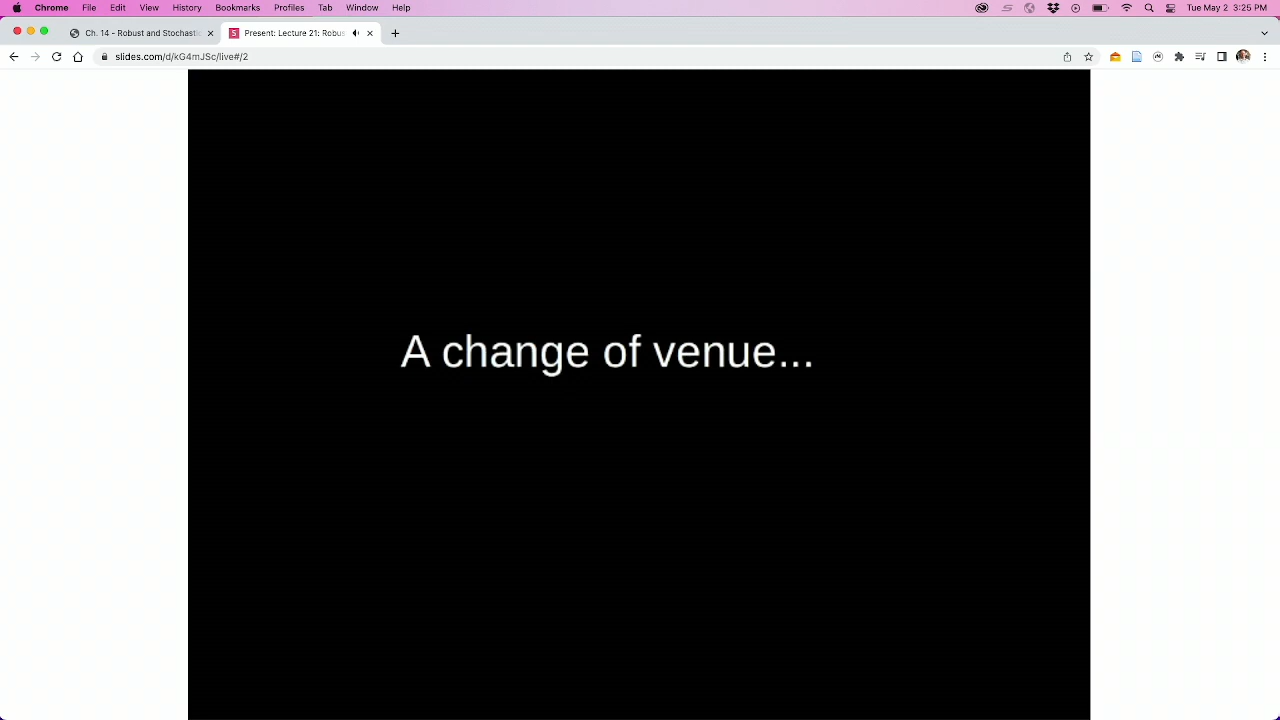 Chrome File Edit View History Bookmarks Profiles Tab Window Help Tue May 2 3:25 PM
Ch. 14 - Robust and Stochasti Present: Lecture 21: Robus
slides.com/d/kG4mJSc/live#/2
A change of venue...